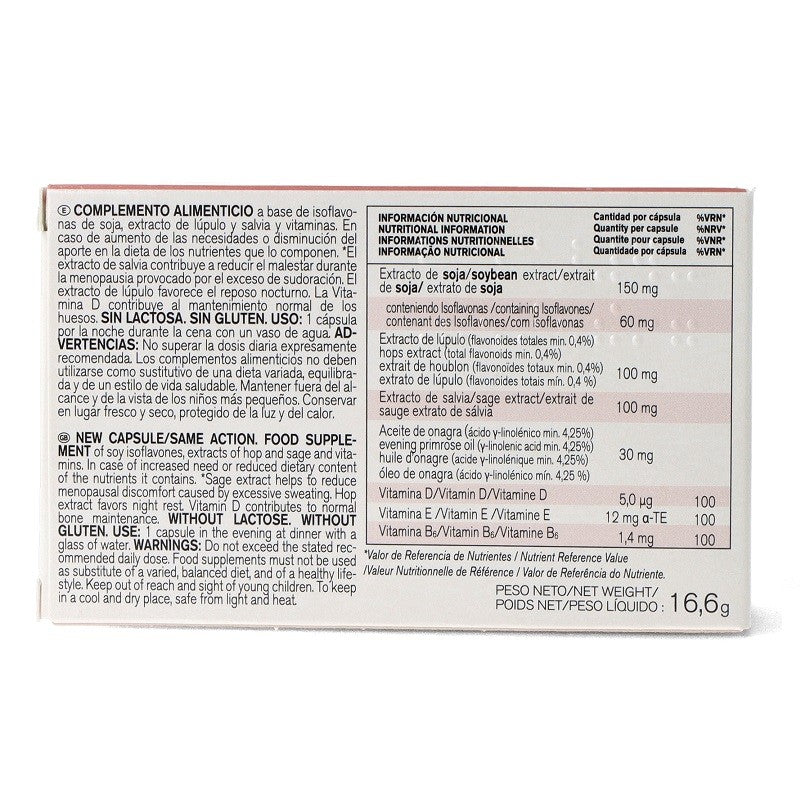 Ⓔ COMPLEMENTO ALIMENTICIO a base de isoflavo-
nas de soja, extracto de lúpulo y salvia y vitaminas. En
caso de aumento de las necesidades o disminución del
aporte en la dieta de los nutrientes que lo componen. *El
extracto de salvia contribuye a reducir el malestar durante
la menopausia provocado por el exceso de sudoración. El
extracto de lúpulo favorece el reposo nocturno. La Vita-
mina D contribuye al mantenimiento normal de los
huesos. SIN LACTOSA, SIN GLUTEN. USO: 1 cápsula
por la noche durante la cena con un vaso de agua. AD-
VERTENCIAS: No superar la dosis diaria expresamente
recomendada. Los complementos alimenticios no deben
utilizarse como sustitutivo de una dieta variada, equilibra-
da y de un estilo de vida saludable. Mantener fuera del al-
cance y de la vista de los niños más pequeños. Conservar
en lugar fresco y seco, protegido de la luz y del calor.
GB NEW CAPSULE/SAME ACTION. FOOD SUPPLE-
MENT of soy isoflavones, extracts of hop and sage and vita-
mins. In case of increased need or reduced dietary content
of the nutrients it contains. *Sage extract helps to reduce
menopausal discomfort caused by excessive sweating. Hop
extract favors night rest. Vitamin D contributes to normal
bone maintenance. WITHOUT LACTOSE. WITHOUT
GLUTEN. USE: 1 capsule in the evening at dinner with a
glass of water. WARNINGS: Do not exceed the stated rec-
ommended daily dose. Food supplements must not be used
as substitute of a varied, balanced diet, and of a healthy life-
style. Keep out of reach and sight of young children. To keep
in a cool and dry place, safe from light and heat.
INFORMACIÓN NUTRICIONAL Cantidad por cápsula %VRN*
NUTRITIONAL INFORMATION Quantity per capsule %NRV*
INFORMATIONS NUTRITIONNELLES Quantite pour capsule %VNR*
INFORMAÇÃO NUTRICIONAL Quantidade por cápsula %VRN*
Extracto de soja/soybean extract/extrait
de soja/ extrato de soja 150 mg
conteniendo Isoflavonas /containing Isoflavones/
contenant des Isoflavones/com isoflavonas 60 mg
Extracto de lúpulo (flavonoides totales min. 0,4%)
hops extract (total flavonoids min. 0,4%)
extrait de houblon (flavonoïdes totaux min. 0,4%)
extrato de lúpulo (flavonoides totais mín. 0,4 %) 100 mg
Extracto de salvia/sage extract/extrait de
sauge extrato de sálvia 100 mg
Aceite de onagra (ácido γ-linolénico min. 4,25%)
evening primrose oil (γ-linolenic acid min. 4,25%)
huile d'onagre (acide γ-linolénique min. 4,25%)
óleo de onagra (ácido γ-linolénico mín. 4,25%) 30 mg
Vitamina D/Vitamin D/Vitamine D 5,0 µg 100
Vitamina E /Vitamin E /Vitamine E 12 mg α-TE 100
Vitamina B₆/Vitamin B₆/Vitamine B₆ 1,4 mg 100
*Valor de Referencia de Nutrientes / Nutrient Reference Value
/Valeur Nutritionnelle de Référence / Valor de Referência do Nutriente.
PESO NETO/NET WEIGHT/
POIDS NET/PESO LÍQUIDO : 16,6g